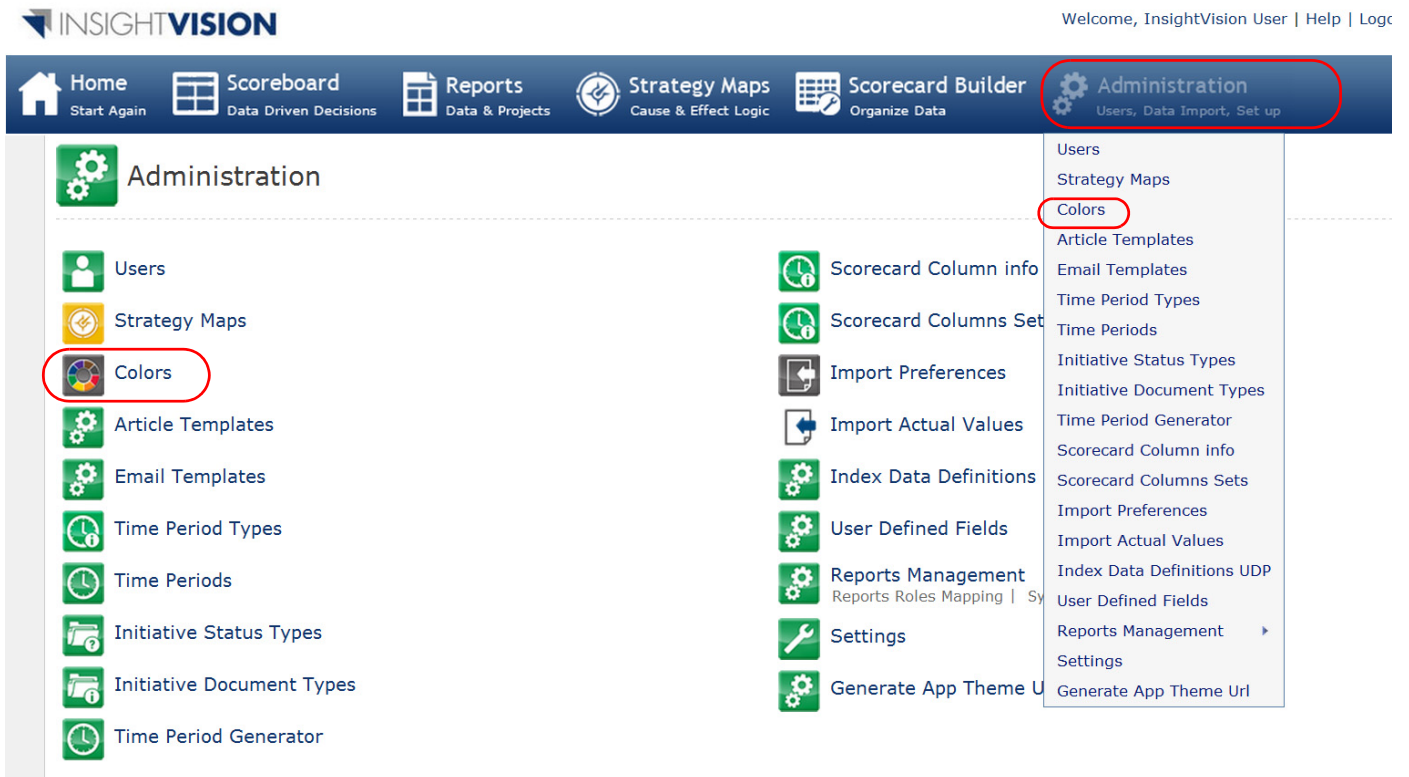 INSIGHTVISION
Welcome, InsightVision User | Help |
Home
Start Again
Scoreboard
Data Driven Decisions
Reports
Data & Projects
Strategy Maps
Cause & Effect Logic
Scorecard Builder
Organize Data
Administration
Users, Data Import, Set up
Administration
Users
Strategy Maps
Colors
Article Templates
Email Templates
Time Period Types
Time Periods
Initiative Status Types
Initiative Document Types
Time Period Generator
Scorecard Column info
Scorecard Columns Set
Import Preferences
Import Actual Values
Index Data Definitions
User Defined Fields
Reports Management
Reports Roles Mapping |
Settings
Generate App Theme U
Users
Strategy Maps
Colors
Article Templates
Email Templates
Time Period Types
Time Periods
Initiative Status Types
Initiative Document Types
Time Period Generator
Scorecard Column info
Scorecard Columns Sets
Import Preferences
Import Actual Values
Index Data Definitions UDP
User Defined Fields
Reports Management
Settings
Generate App Theme Url